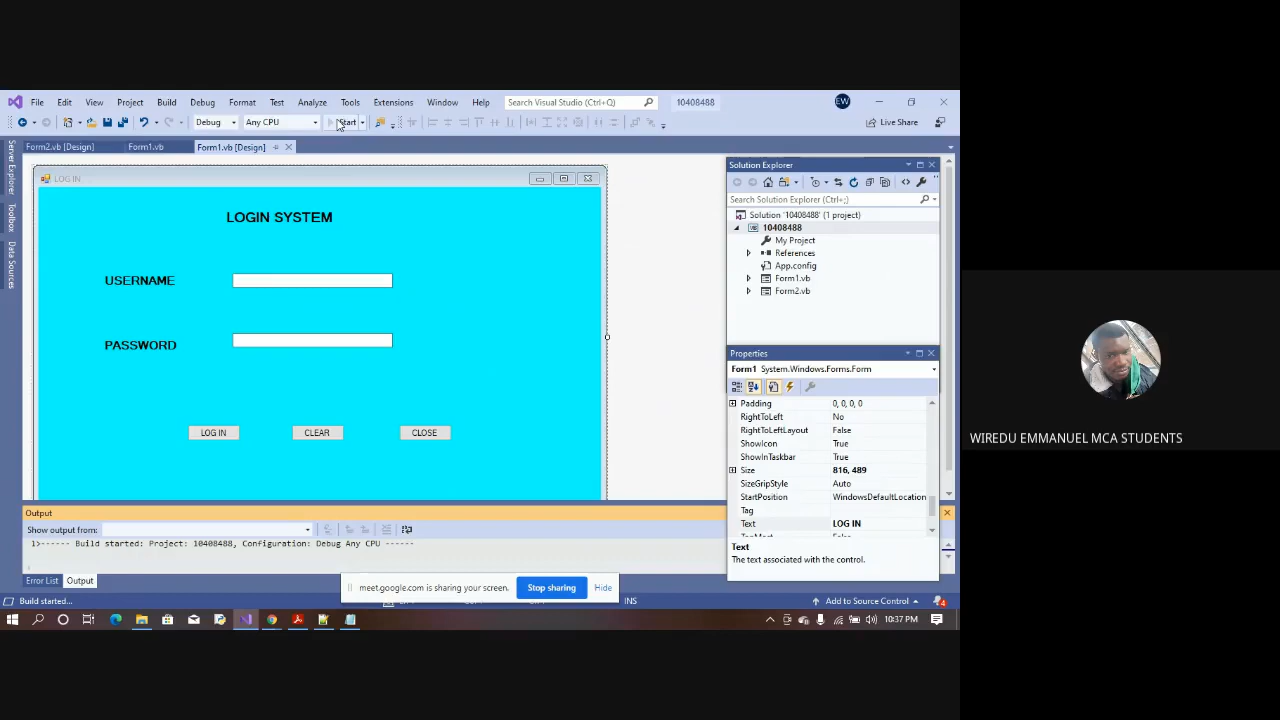 File Edit View Project Build Debug Format Test Analyze Tools Extensions Window Help Search Visual Studio (Ctrl+Q) 10408488 EW
Debug Any CPU Start Live Share
Form2.vb [Design] Form1.vb Form1.vb [Design]
Server Explorer
Toolbox
Data Sources
LOG IN
LOGIN SYSTEM
USERNAME
PASSWORD
LOG IN CLEAR CLOSE
Solution Explorer
Search Solution Explorer (Ctrl+;)
Solution '10408488' (1 project)
10408488
My Project
References
App.config
Form1.vb
Form2.vb
Properties
Form1 System.Windows.Forms.Form
Padding 0, 0, 0, 0
RightToLeft No
RightToLeftLayout False
ShowIcon True
ShowInTaskbar True
Size 816, 489
SizeGripStyle Auto
StartPosition WindowsDefaultLocation
Tag
Text LOG IN
Text
The text associated with the control.
Output
Show output from:
1>------ Build started: Project: 10408488, Configuration: Debug Any CPU ------
Error List Output
meet.google.com is sharing your screen. Stop sharing Hide
Build started... INS Add to Source Control 4
10:37 PM
WIREDU EMMANUEL MCA STUDENTS